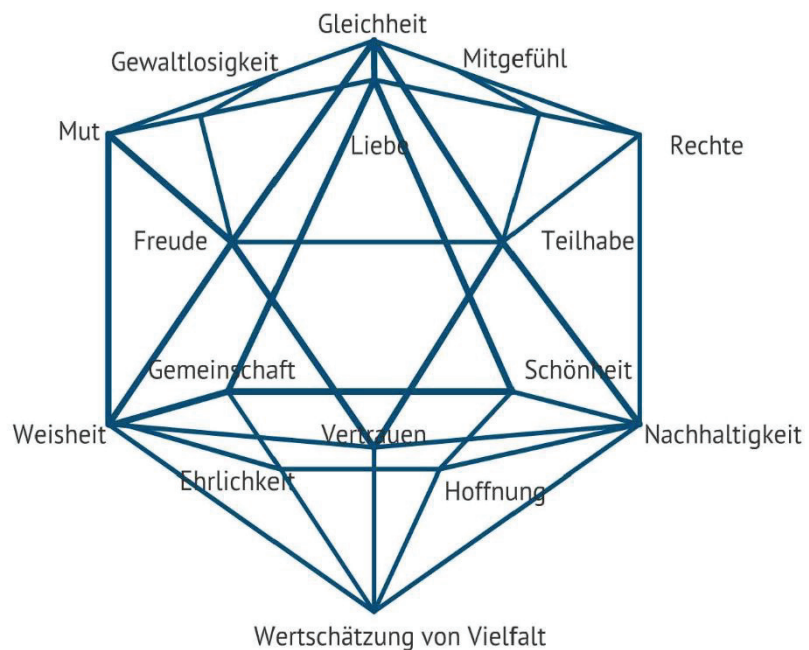 Gleichheit
Gewaltlosigkeit
Mitgefühl
Mut
Liebe
Rechte
Freude
Teilhabe
Gemeinschaft
Schönheit
Weisheit
Vertrauen
Nachhaltigkeit
Ehrlichkeit
Hoffnung
Wertschätzung von Vielfalt